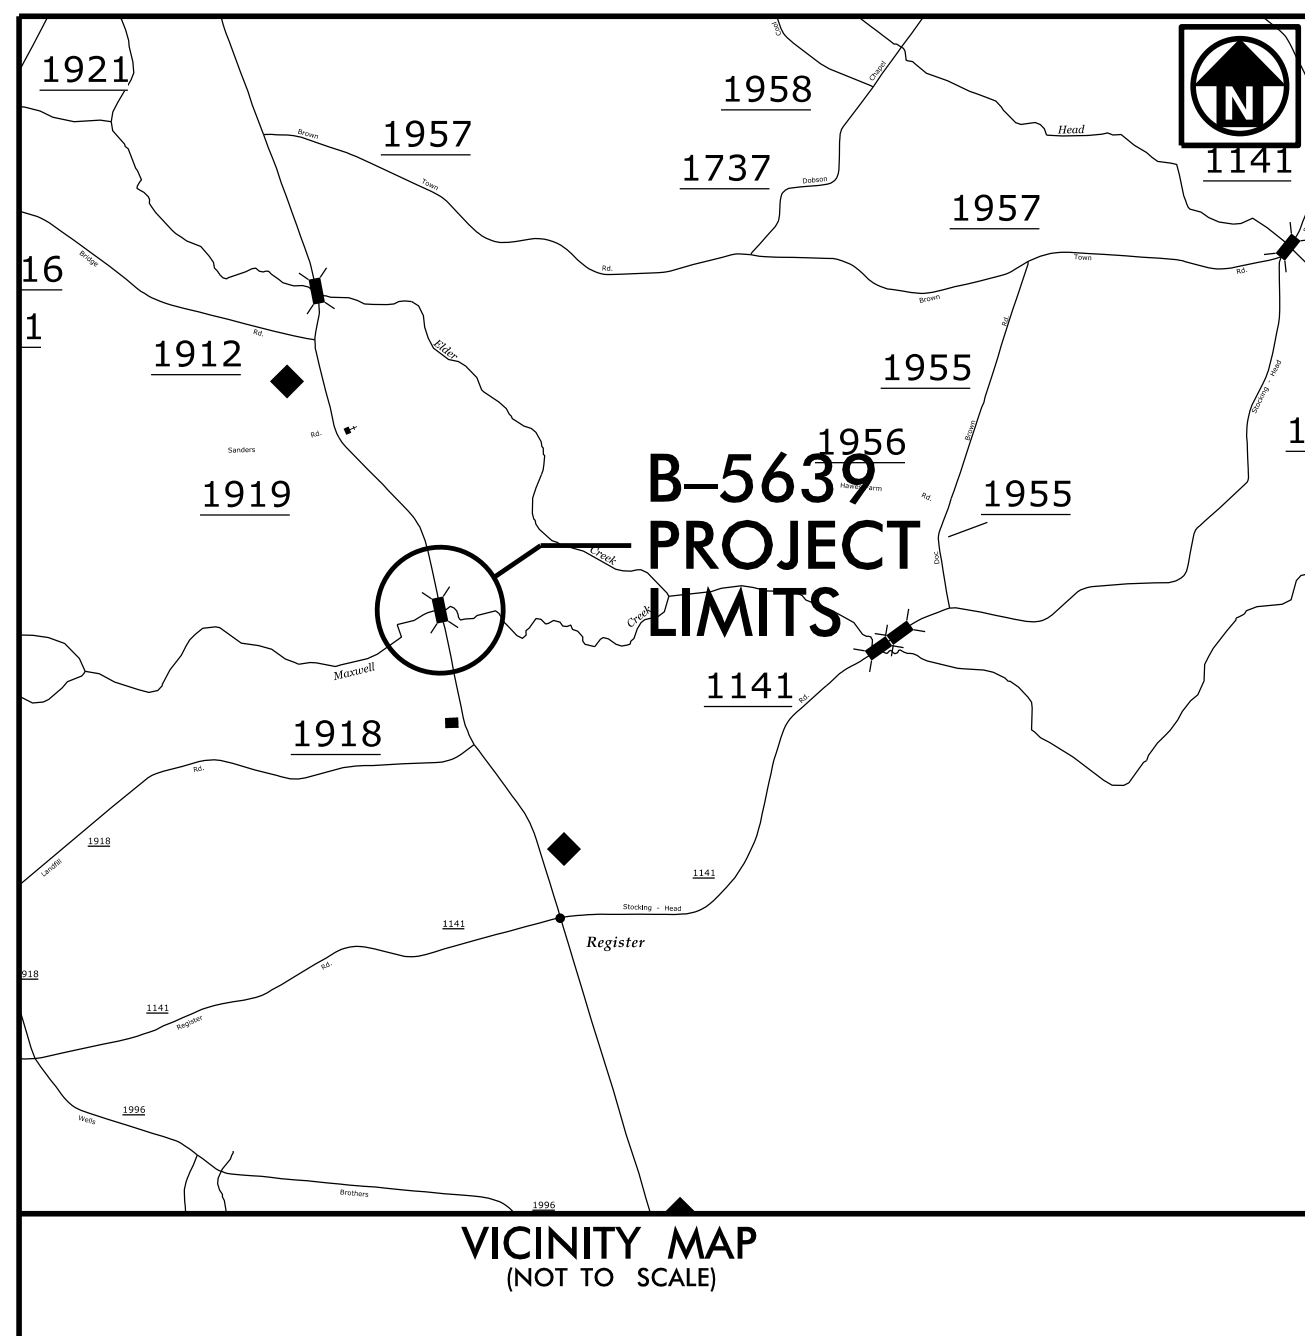 1921
Cool
Chapel
1958
N
Brown
1957
Head
1141
1737
Town
Dobson
1957
Bridge
16
Town
Rd.
Rd.
Brown
1
Rd.
Rd.
Elder
1912
1955
Stocking - Head
Rd.
Brown
1
Sanders
1956
B-5639
Rd.
1919
1955
PROJECT
Creek
Doc
LIMITS
Creek
Maxwell
1141
Rd.
1918
Rd.
1918
Landfill
1141
Stocking - Head
1141
Register
Rd.
918
1141
Register
1996
Wells
Brothers
1996
VICINITY MAP
(NOT TO SCALE)